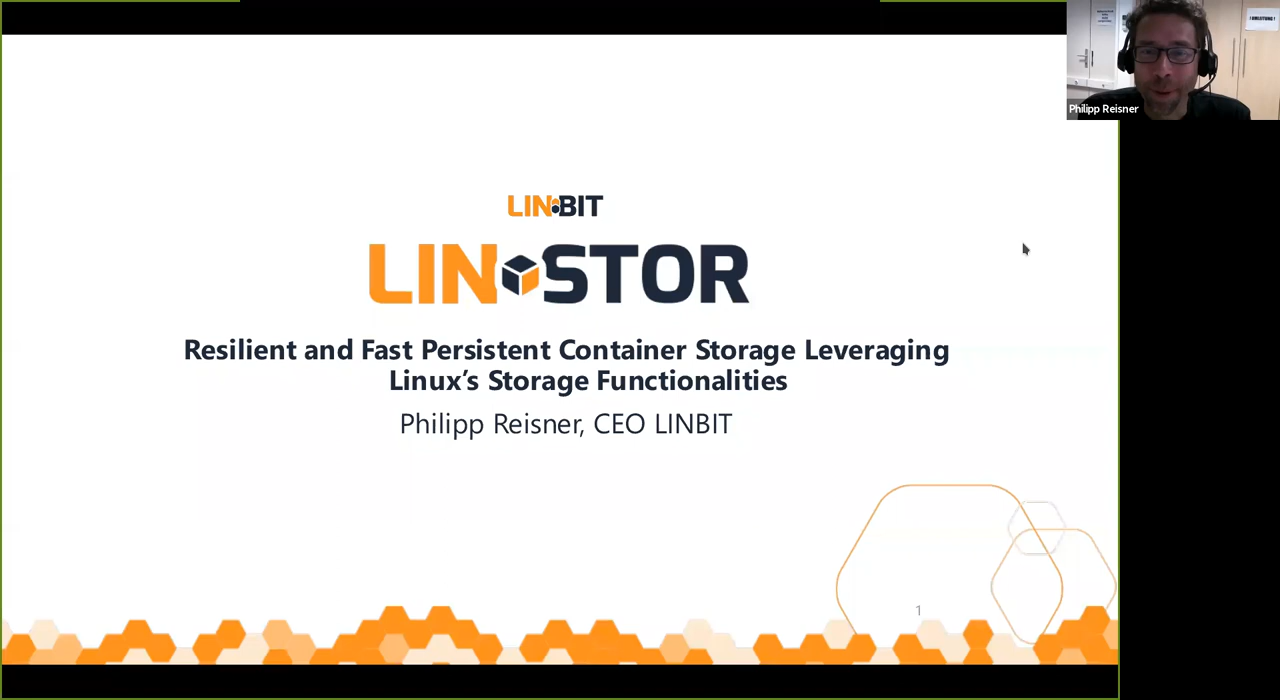 LINBIT
LINSTOR
Resilient and Fast Persistent Container Storage Leveraging
Linux’s Storage Functionalities
Philipp Reisner, CEO LINBIT
1
Philipp Reisner